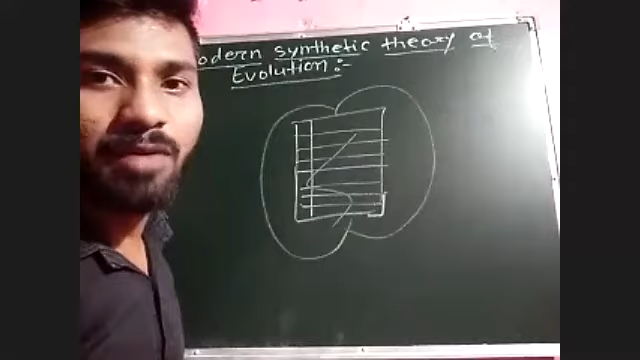 odern synthetic theory of
Evolution :-